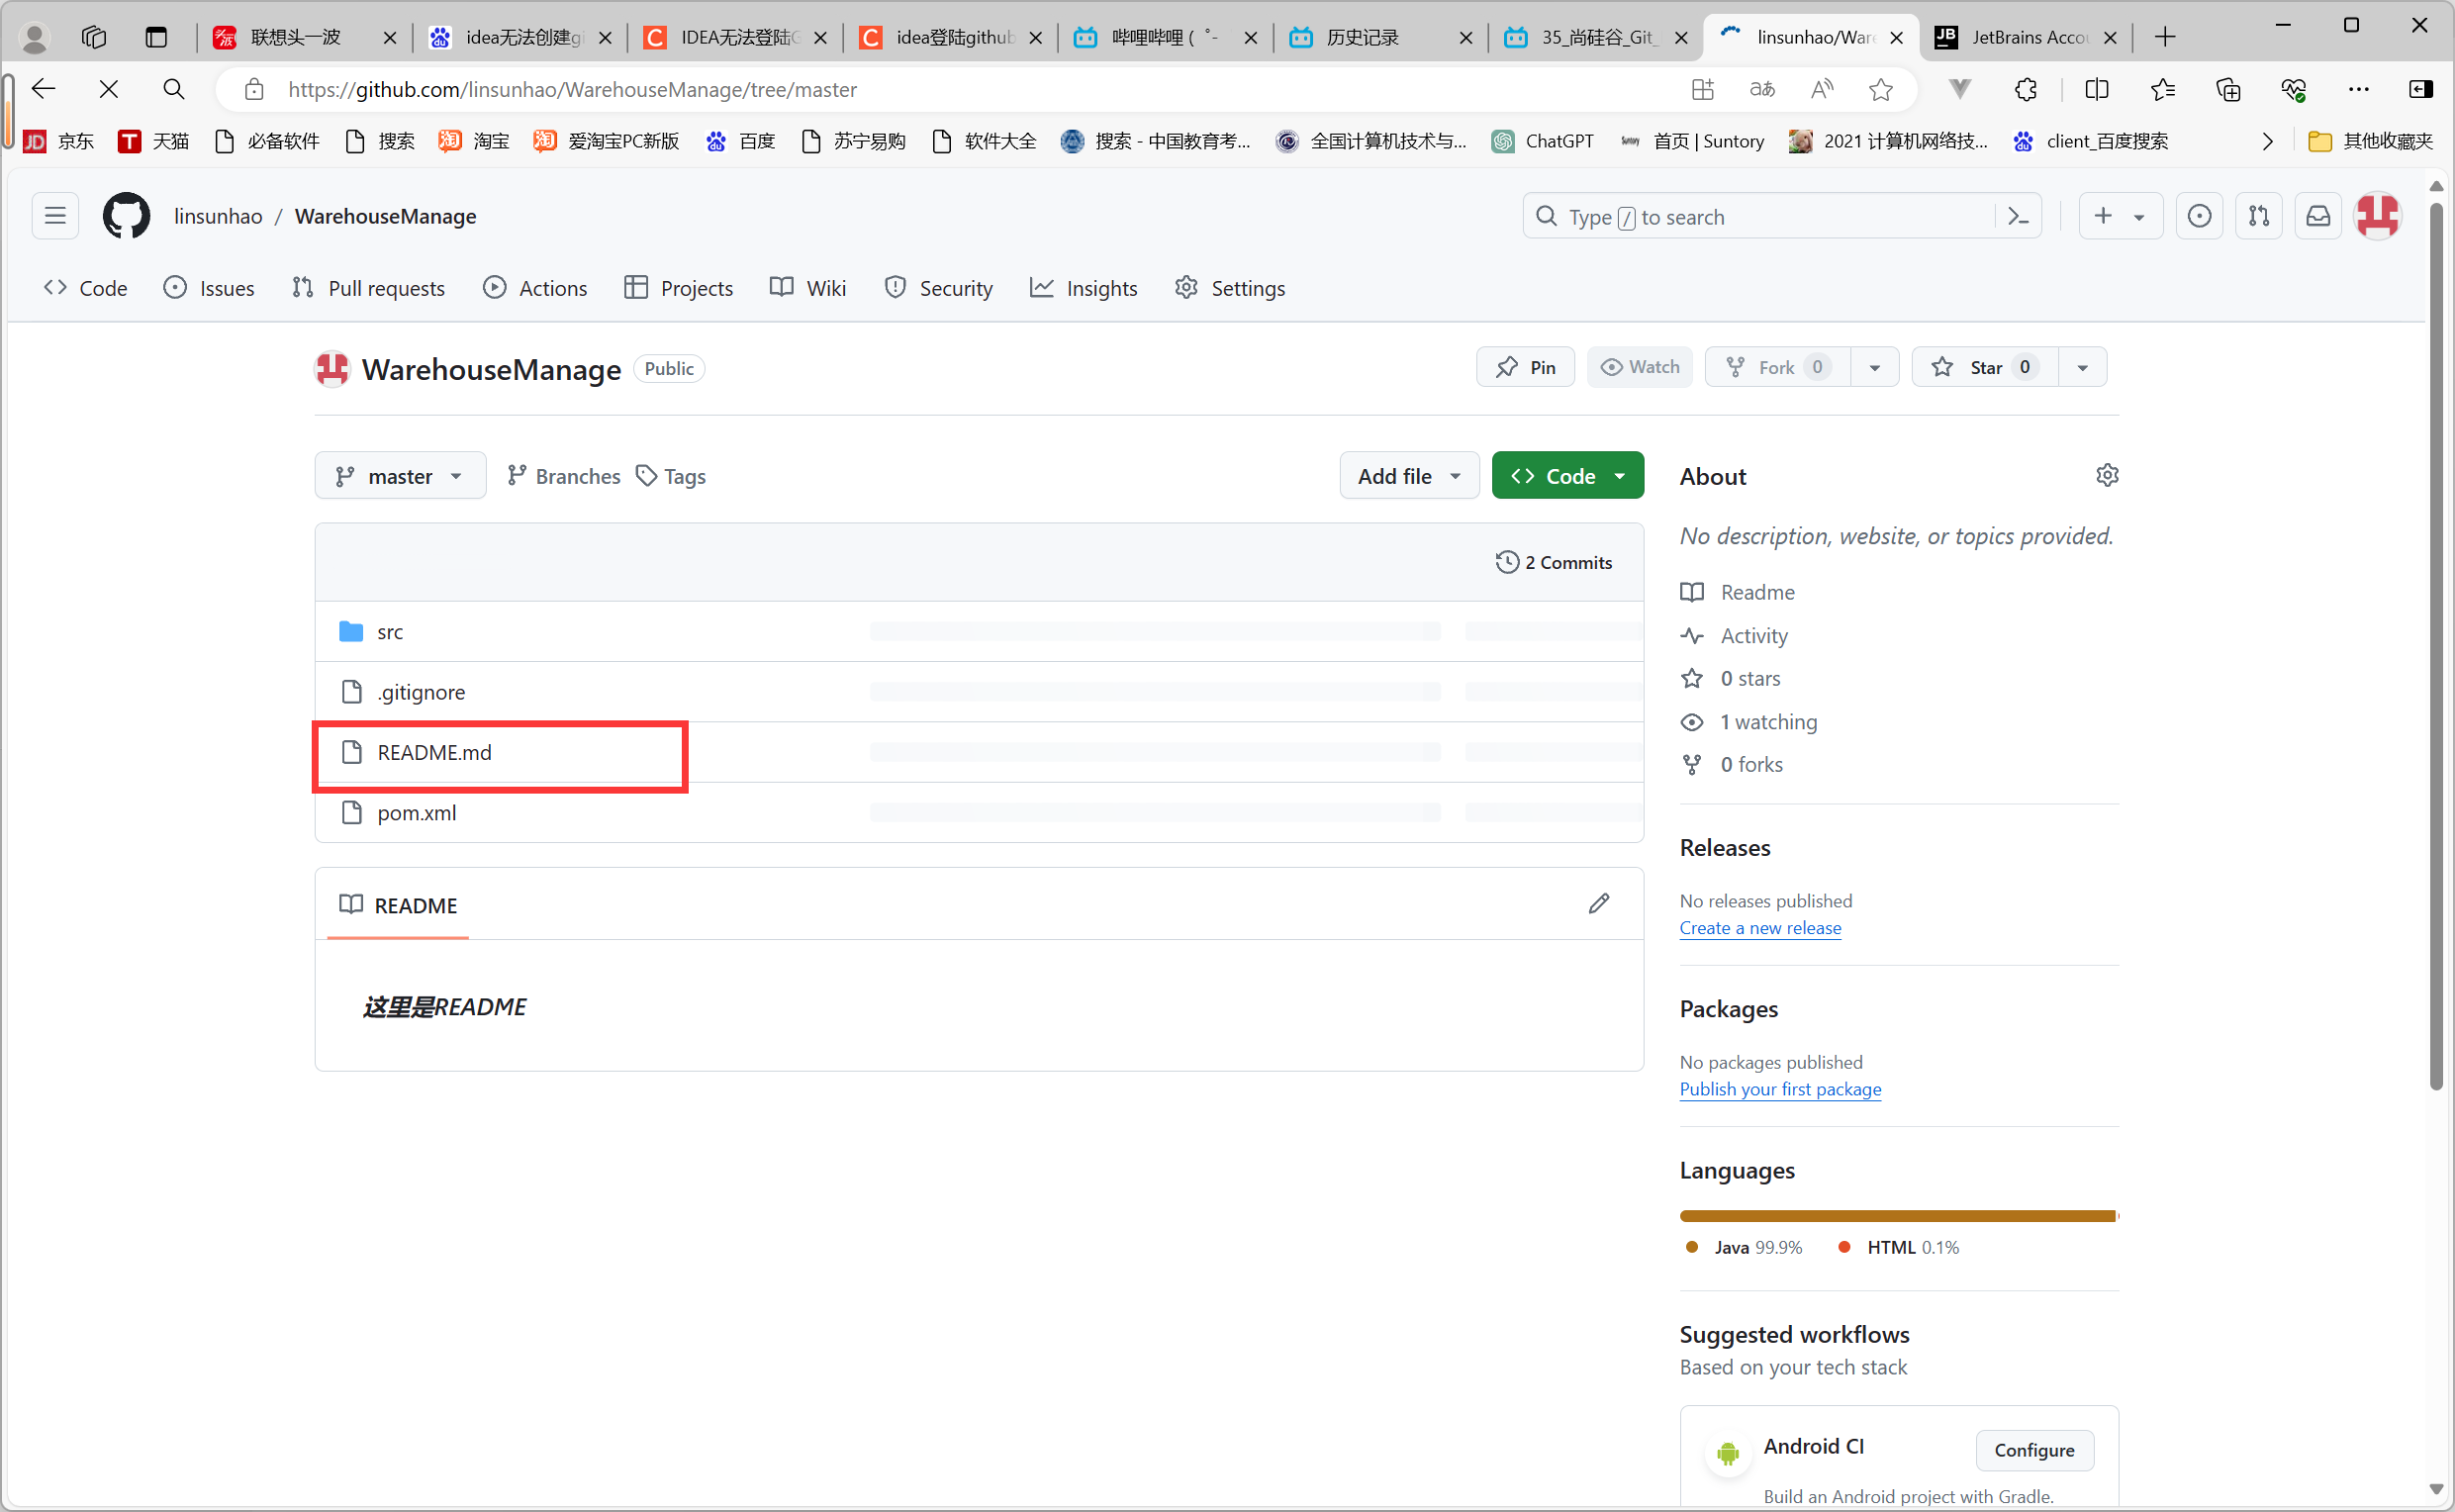 联想头一波
idea无法创建gi
IDEA无法登陆G
idea登陆github
哔哩哔哩 ( ゜-
历史记录
35_尚硅谷_Git_
linsunhao/Ware
JetBrains Accou
https://github.com/linsunhao/WarehouseManage/tree/master
京东
天猫
必备软件
搜索
淘宝
爱淘宝PC新版
百度
苏宁易购
软件大全
搜索 - 中国教育考...
全国计算机技术与...
ChatGPT
首页 | Suntory
2021 计算机网络技...
client_百度搜索
其他收藏夹
linsunhao / WarehouseManage
Type / to search
Code
Issues
Pull requests
Actions
Projects
Wiki
Security
Insights
Settings
WarehouseManage
Public
Pin
Watch
Fork 0
Star 0
master
Branches
Tags
Add file
Code
2 Commits
src
.gitignore
README.md
pom.xml
README
这里是README
About
No description, website, or topics provided.
Readme
Activity
0 stars
1 watching
0 forks
Releases
No releases published
Create a new release
Packages
No packages published
Publish your first package
Languages
Java 99.9%
HTML 0.1%
Suggested workflows
Based on your tech stack
Android CI
Configure
Build an Android project with Gradle.